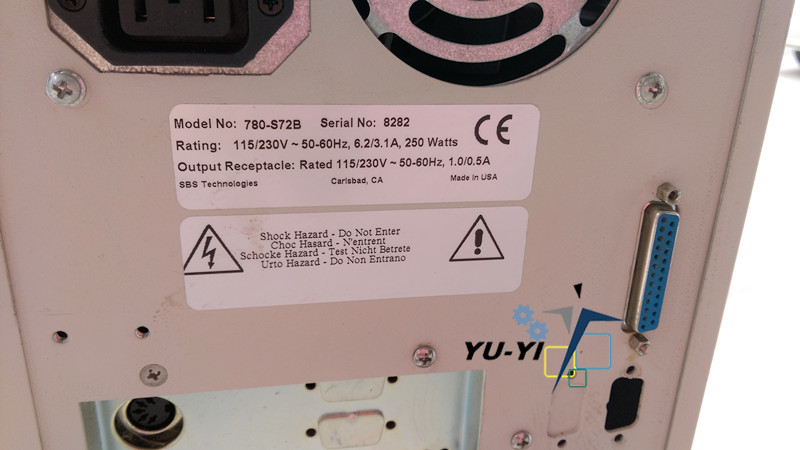 Model No: 780-S72B Serial No: 8282
Rating: 115/230V ~ 50-60Hz, 6.2/3.1A, 250 Watts
CE
Output Receptacle: Rated 115/230V ~ 50-60Hz, 1.0/0.5A
SBS Technologies Carlsbad, CA Made in USA
Shock Hazard - Do Not Enter
Choc Hasard - N'entrent
Schocke Hazard - Test Nicht Betrete
Urto Hazard - Do Non Entrano
YU-YI